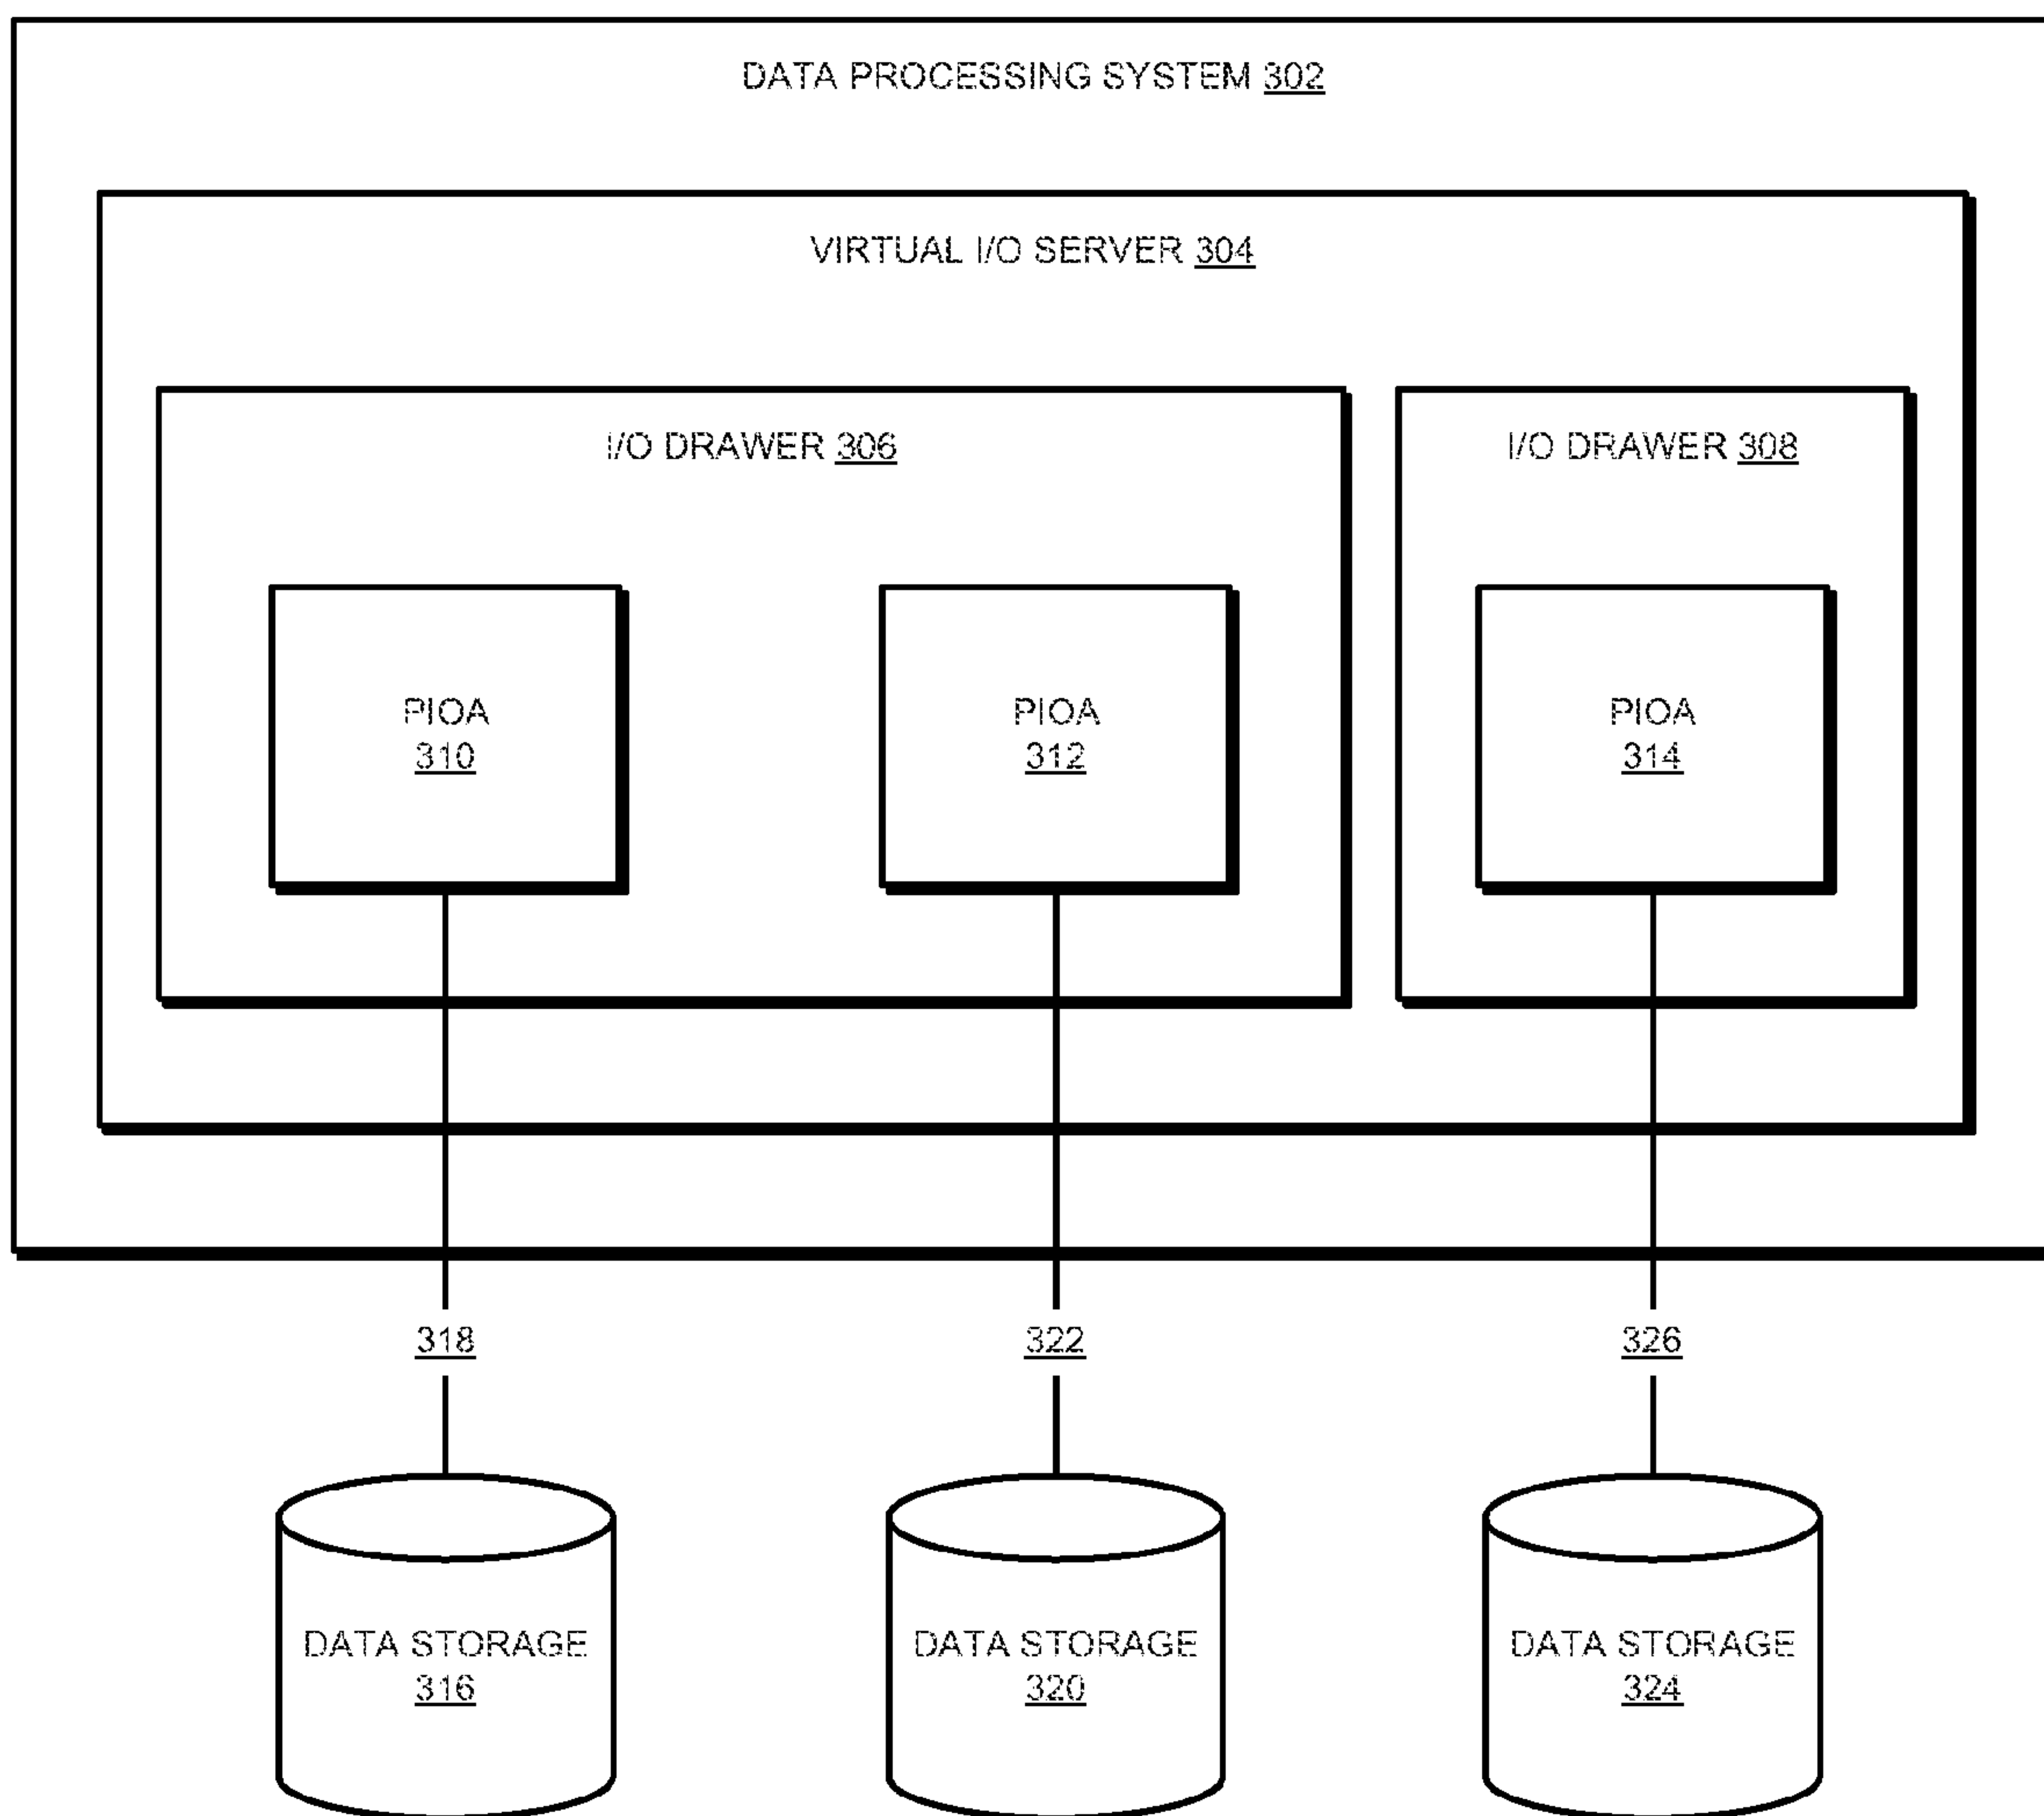 DATA PROCESSING SYSTEM 302
VIRTUAL I/O SERVER 304
I/O DRAWER 306
I/O DRAWER 308
PIOA
310
PIOA
312
PIOA
314
318
322
326
DATA STORAGE
316
DATA STORAGE
320
DATA STORAGE
324